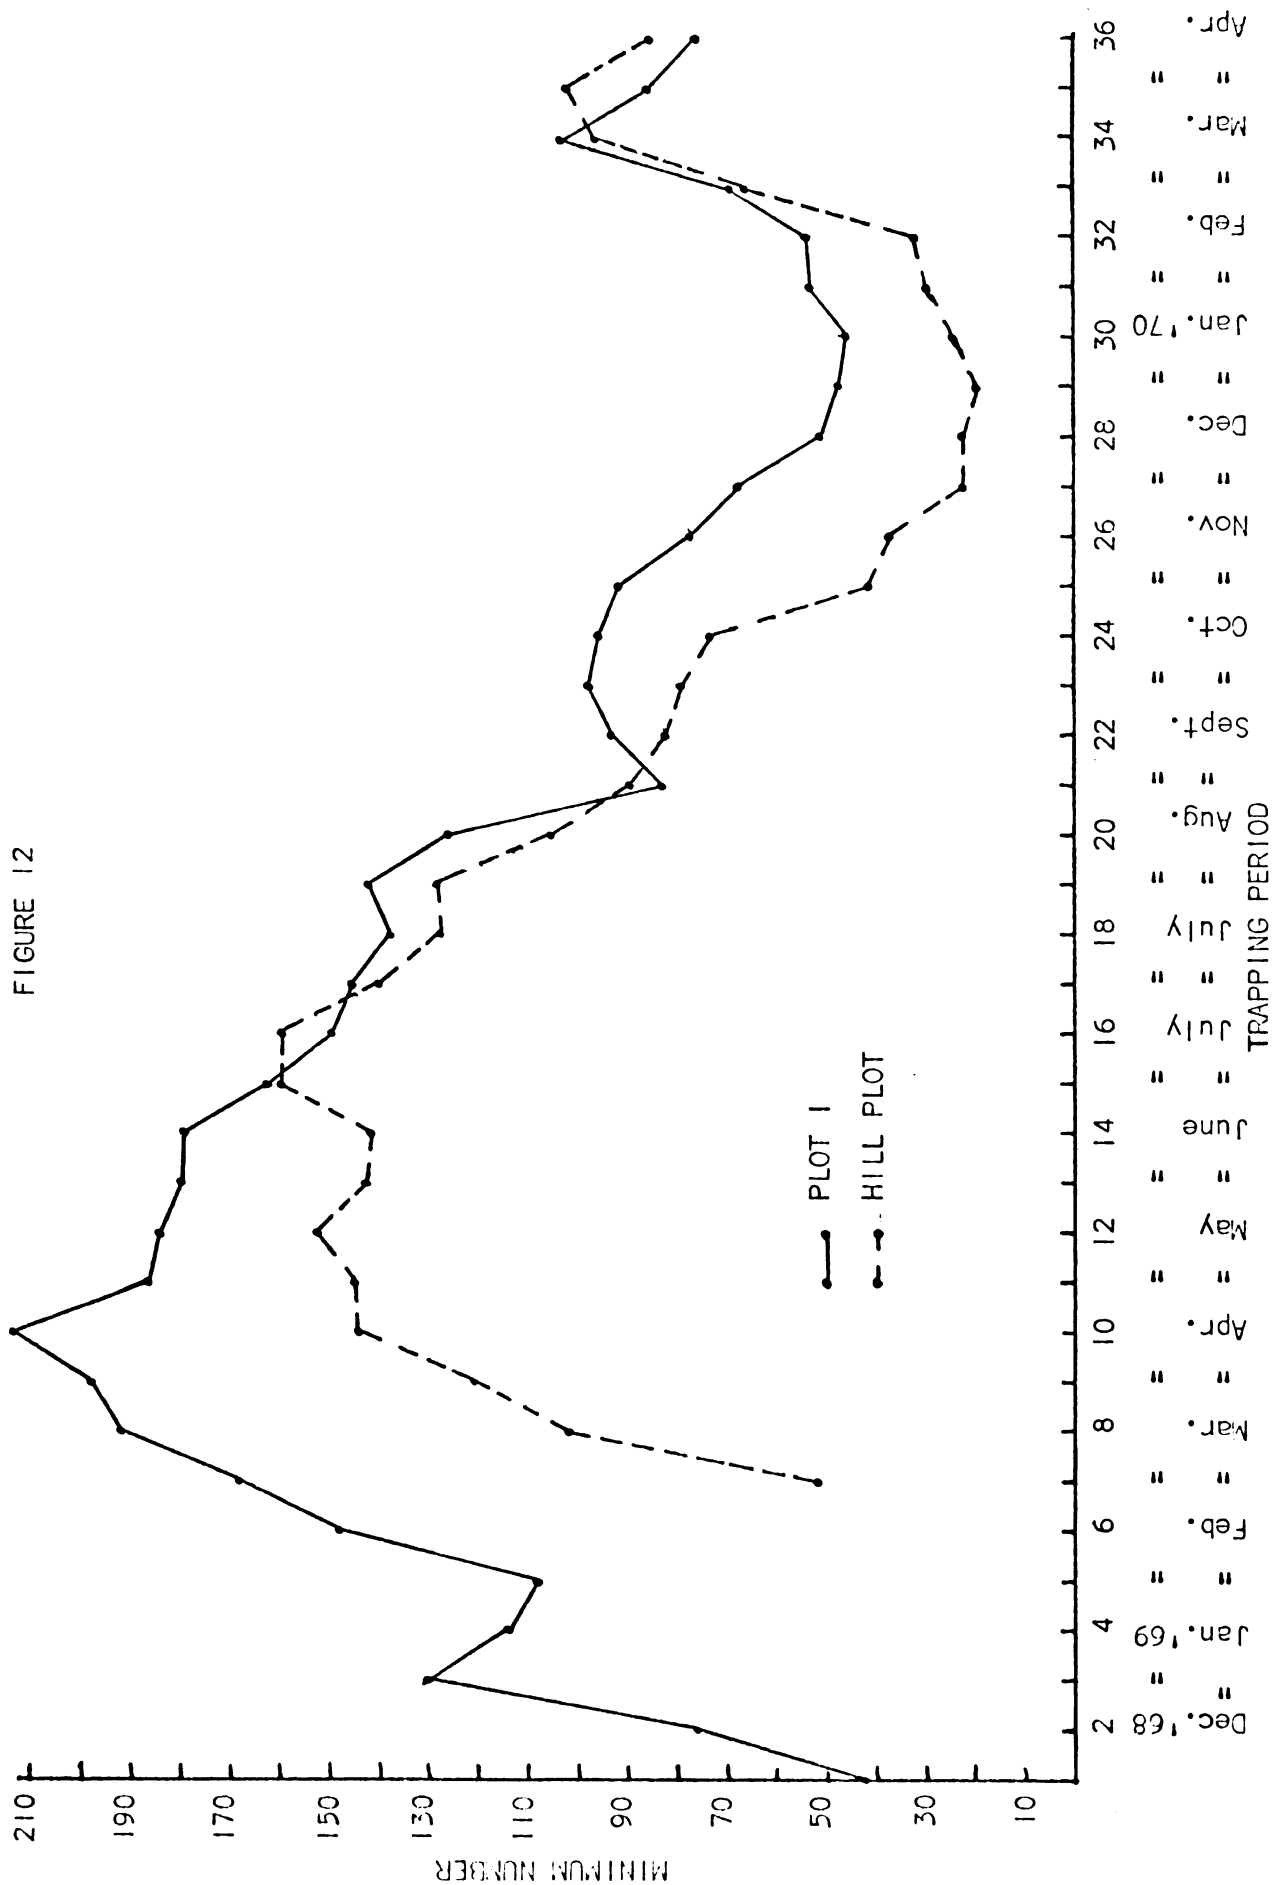 FIGURE 12
210
190
170
150
130
110
90
70
50
30
10
MINIMUM NUMBER
PLOT 1
HILL PLOT
2 4 6 8 10 12 14 16 18 20 22 24 26 28 30 32 34 36
Dec. '68 " Jan. '69 " Feb. " Mar. " Apr. " May " June " July " July " Aug. " Sept. " Oct. " Nov. " Dec. " Jan. '70 " Feb. " Mar. " Apr.
TRAPPING PERIOD